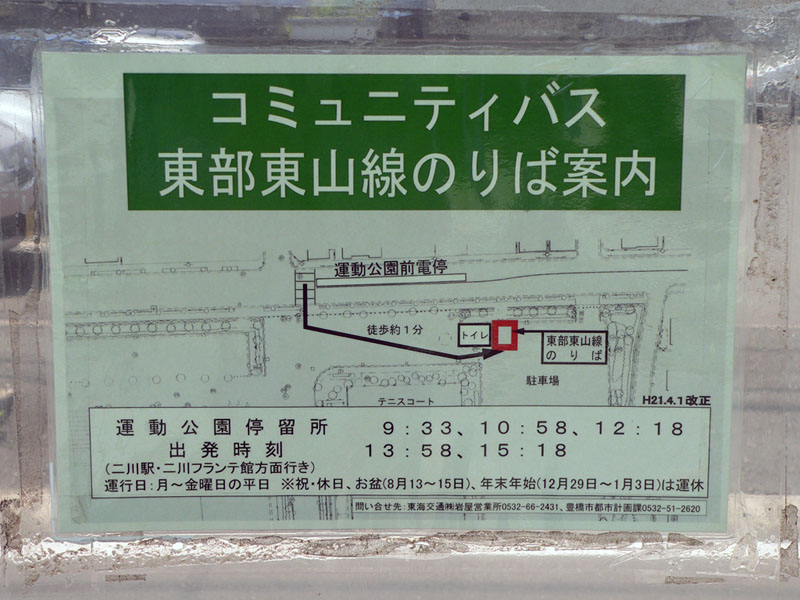 コミュニティバス
東部東山線のりば案内
運動公園前電停
徒歩約1分
トイレ
東部東山線
のりば
駐車場
テニスコート
H21.4.1改正
運動公園停留所 9:33、10:58、12:18
出発時刻 13:58、15:18
(二川駅・二川フランテ館方面行き)
運行日:月～金曜日の平日 ※祝・休日、お盆(8月13～15日)、年末年始(12月29日～1月3日)は運休
問い合せ先:東海交通㈱岩屋営業所0532-66-2431、豊橋市都市計画課0532-51-2620